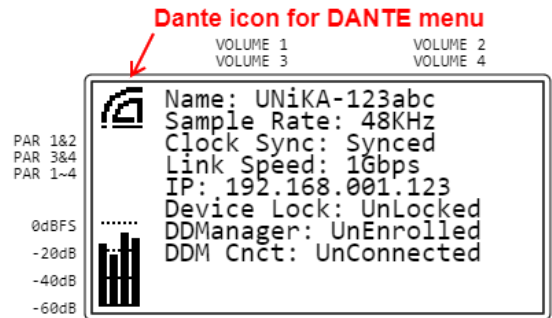 Dante icon for DANTE menu
VOLUME 1 VOLUME 2
VOLUME 3 VOLUME 4
PAR 1&2
PAR 3&4
PAR 1~4
0dBFS
-20dB
-40dB
-60dB
Name: UNiKA-123abc
Sample Rate: 48KHz
Clock Sync: Synced
Link Speed: 1Gbps
IP: 192.168.001.123
Device Lock: UnLocked
DDManager: UnEnrolled
DDM Cnct: UnConnected